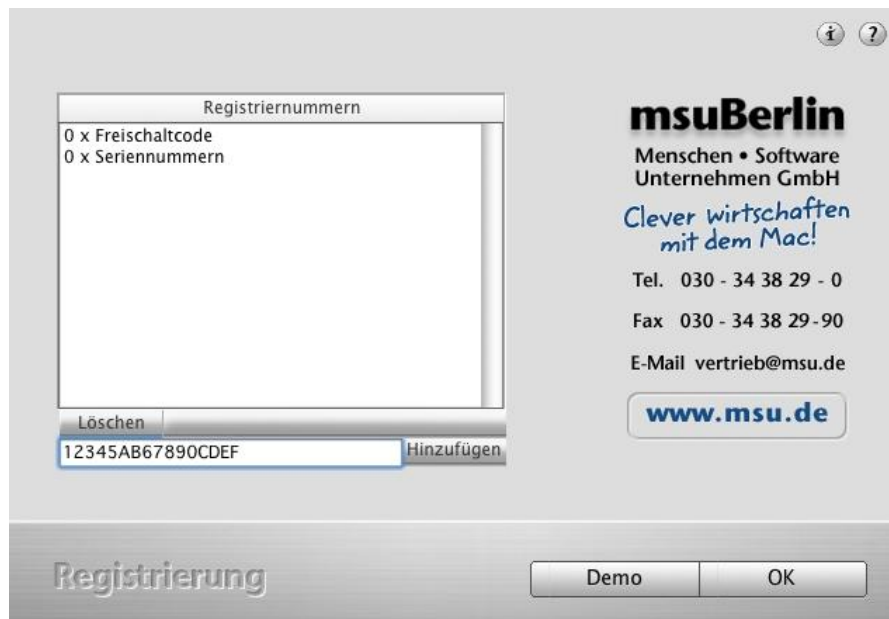 i ?
Registriernummern
0 x Freischaltcode
0 x Seriennummern
Löschen
12345AB67890CDEF
Hinzufügen
msuBerlin
Menschen • Software
Unternehmen GmbH
Clever wirtschaften
mit dem Mac!
Tel. 030 - 34 38 29 - 0
Fax 030 - 34 38 29-90
E-Mail vertrieb@msu.de
www.msu.de
Registrierung
Demo
OK